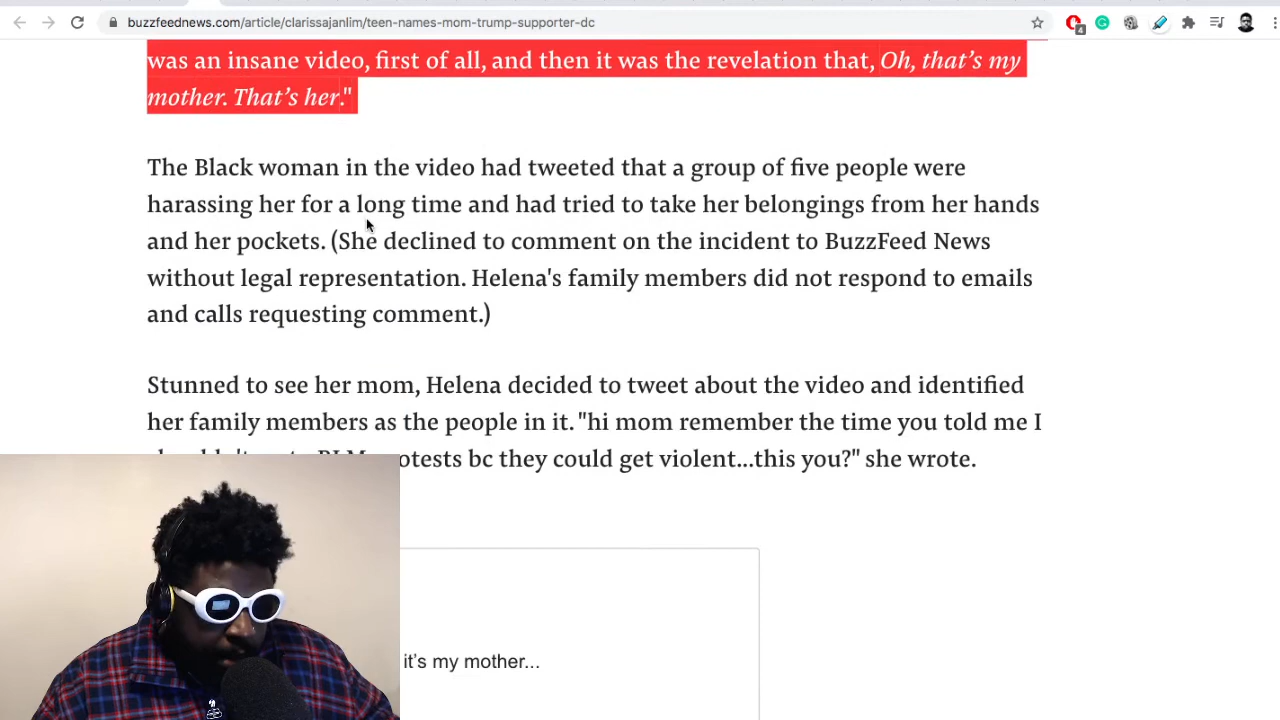 buzzfeednews.com/article/clarissajanlim/teen-names-mom-trump-supporter-dc
4
was an insane video, first of all, and then it was the revelation that, Oh, that's my
mother. That's her."
The Black woman in the video had tweeted that a group of five people were
harassing her for a long time and had tried to take her belongings from her hands
and her pockets. (She declined to comment on the incident to BuzzFeed News
without legal representation. Helena's family members did not respond to emails
and calls requesting comment.)
Stunned to see her mom, Helena decided to tweet about the video and identified
her family members as the people in it. "hi mom remember the time you told me I
bc they could get violent...this you?" she wrote.
it's my mother...